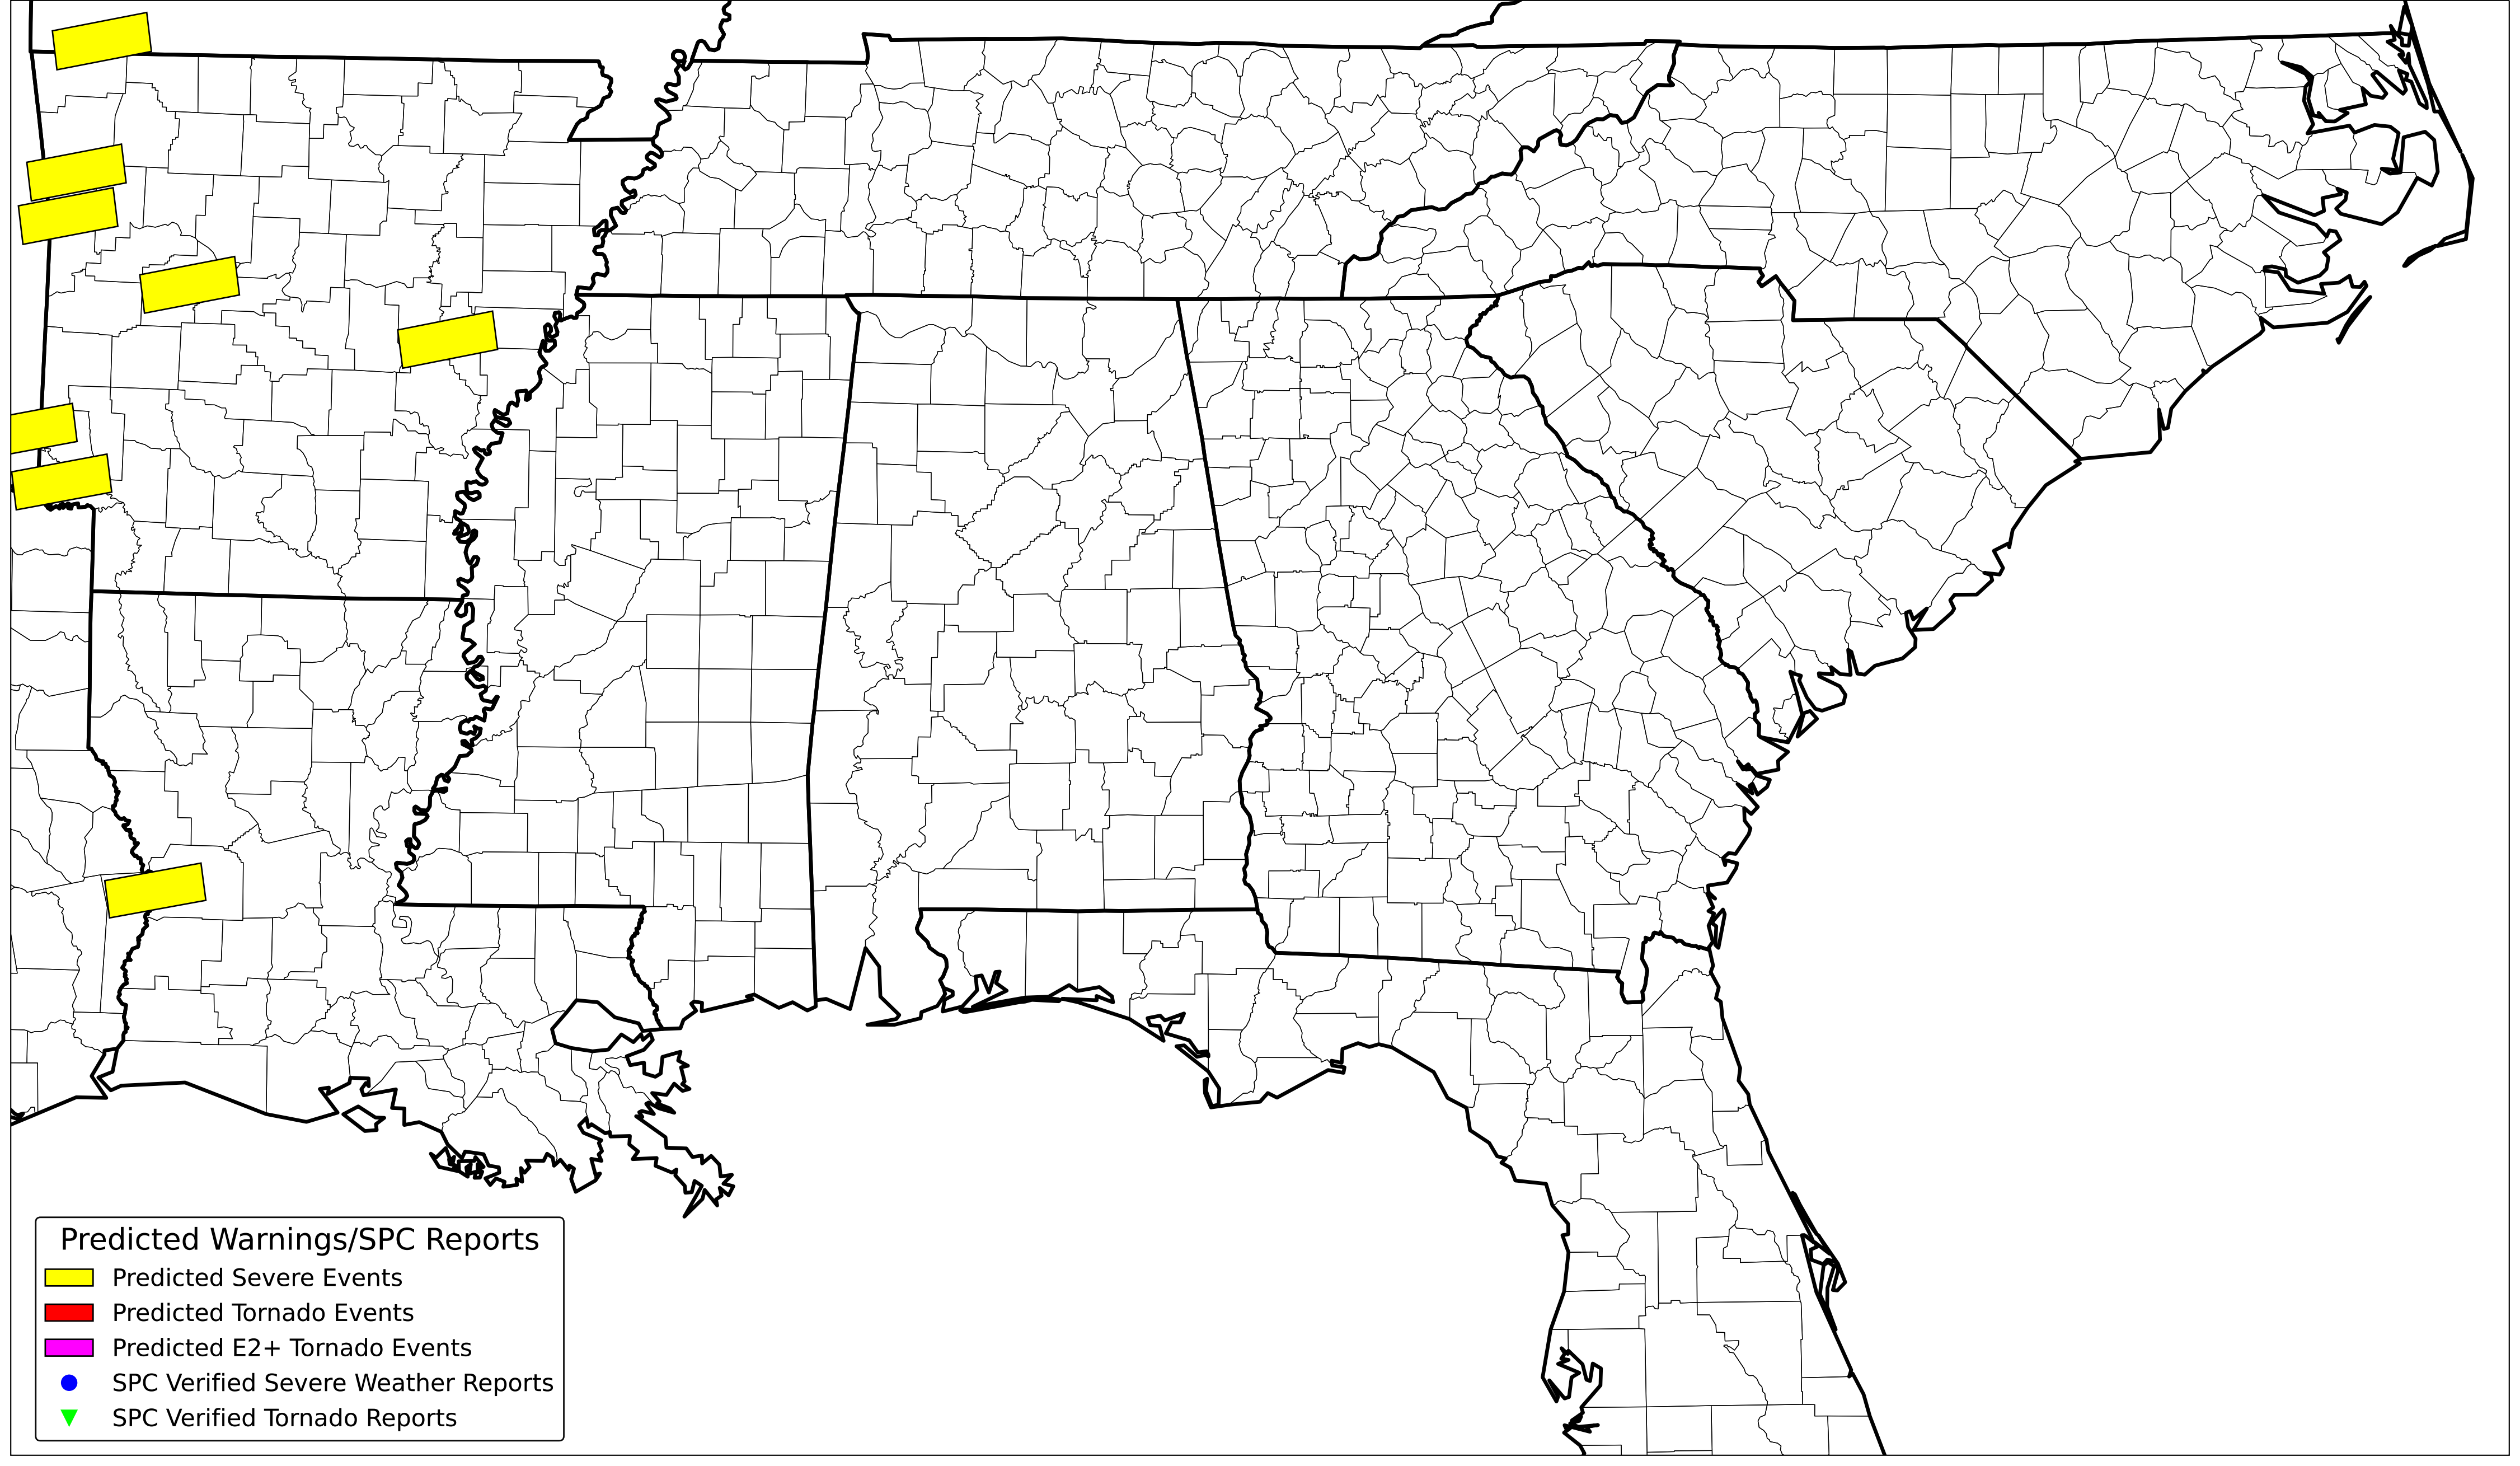 Predicted Warnings/SPC Reports
Predicted Severe Events
Predicted Tornado Events
Predicted E2+ Tornado Events
SPC Verified Severe Weather Reports
SPC Verified Tornado Reports